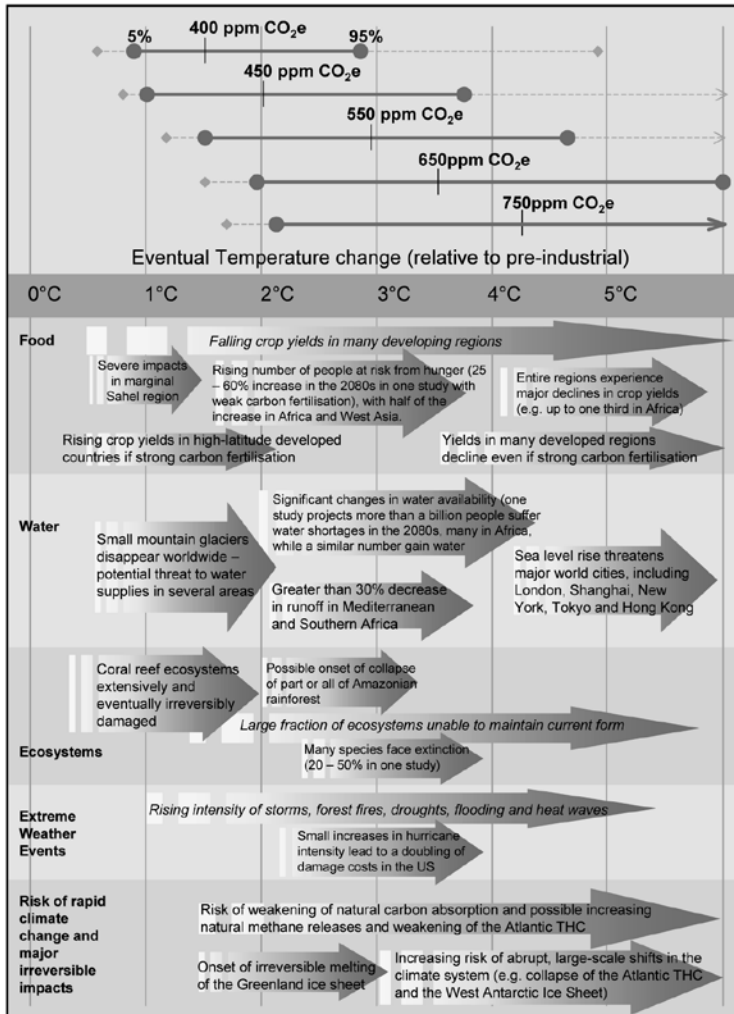 400 ppm CO₂e
5%
95%
450 ppm CO₂e
550 ppm CO₂e
650ppm CO₂e
750ppm CO₂e
Eventual Temperature change (relative to pre-industrial)
0°C 1°C 2°C 3°C 4°C 5°C
Food
Falling crop yields in many developing regions
Severe impacts
in marginal
Sahel region
Rising number of people at risk from hunger (25
– 60% increase in the 2080s in one study with
weak carbon fertilisation), with half of the
increase in Africa and West Asia.
Entire regions experience
major declines in crop yields
(e.g. up to one third in Africa)
Rising crop yields in high-latitude developed
countries if strong carbon fertilisation
Yields in many developed regions
decline even if strong carbon fertilisation
Water
Small mountain glaciers
disappear worldwide –
potential threat to water
supplies in several areas
Significant changes in water availability (one
study projects more than a billion people suffer
water shortages in the 2080s, many in Africa,
while a similar number gain water
Greater than 30% decrease
in runoff in Mediterranean
and Southern Africa
Sea level rise threatens
major world cities, including
London, Shanghai, New
York, Tokyo and Hong Kong
Ecosystems
Coral reef ecosystems
extensively and
eventually irreversibly
damaged
Possible onset of collapse
of part or all of Amazonian
rainforest
Large fraction of ecosystems unable to maintain current form
Many species face extinction
(20 – 50% in one study)
Extreme
Weather
Events
Rising intensity of storms, forest fires, droughts, flooding and heat waves
Small increases in hurricane
intensity lead to a doubling of
damage costs in the US
Risk of rapid
climate
change and
major
irreversible
impacts
Risk of weakening of natural carbon absorption and possible increasing
natural methane releases and weakening of the Atlantic THC
Onset of irreversible melting
of the Greenland ice sheet
Increasing risk of abrupt, large-scale shifts in the
climate system (e.g. collapse of the Atlantic THC
and the West Antarctic Ice Sheet)